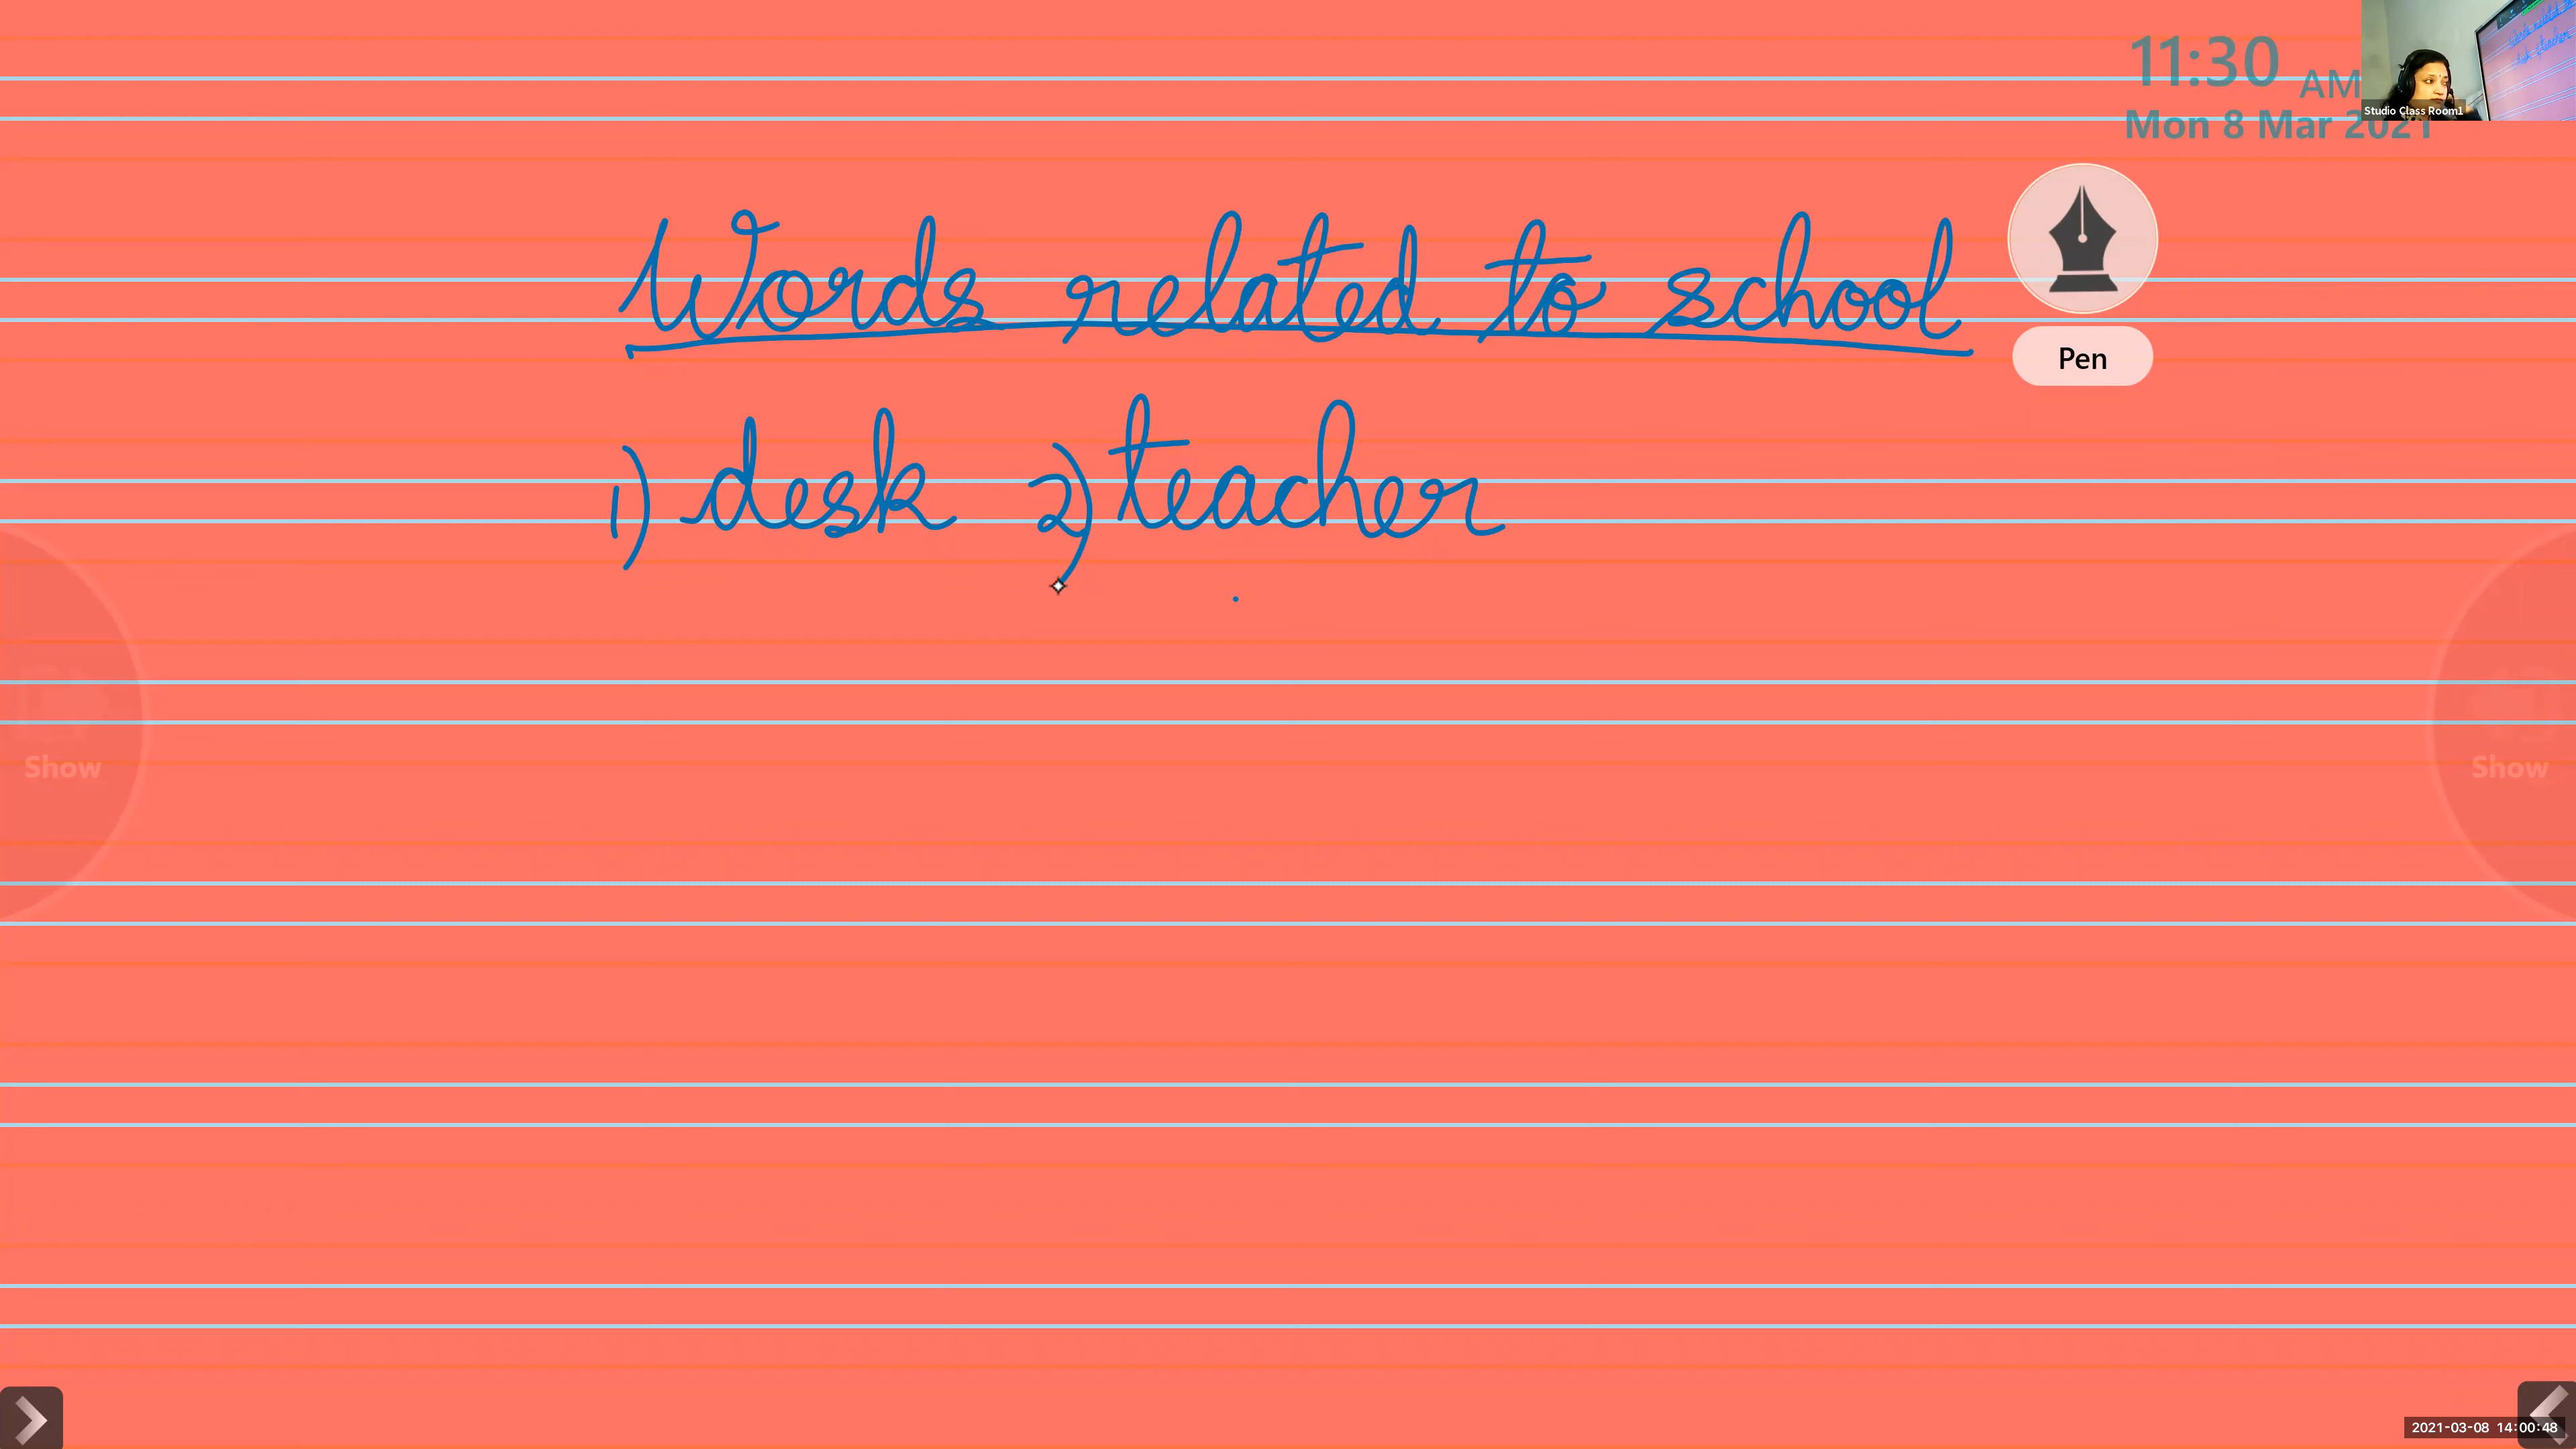 11:30 AM
Mon 8 Mar 2021
Studio Class Room1
Words related to school
Pen
1) desk 2) teacher
Show
Show
2021-03-08 14:00:48